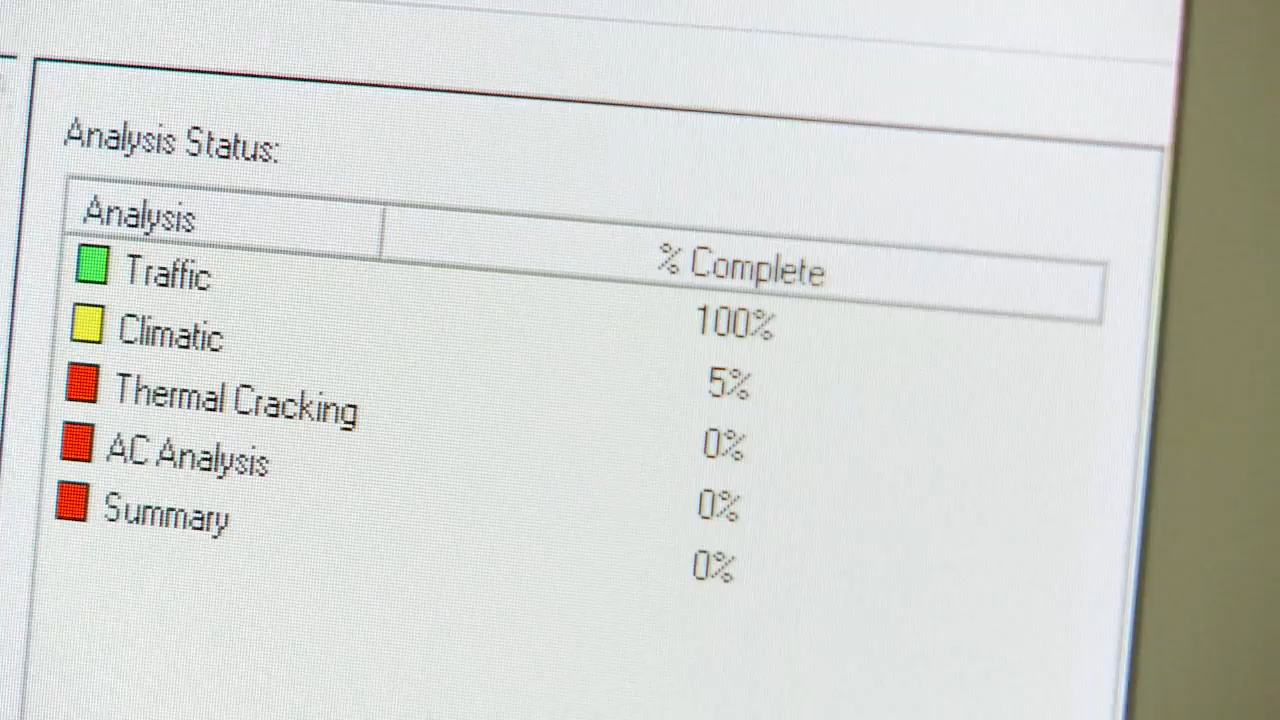 Analysis Status:
Analysis % Complete
Traffic 100%
Climatic 5%
Thermal Cracking 0%
AC Analysis 0%
Summary 0%